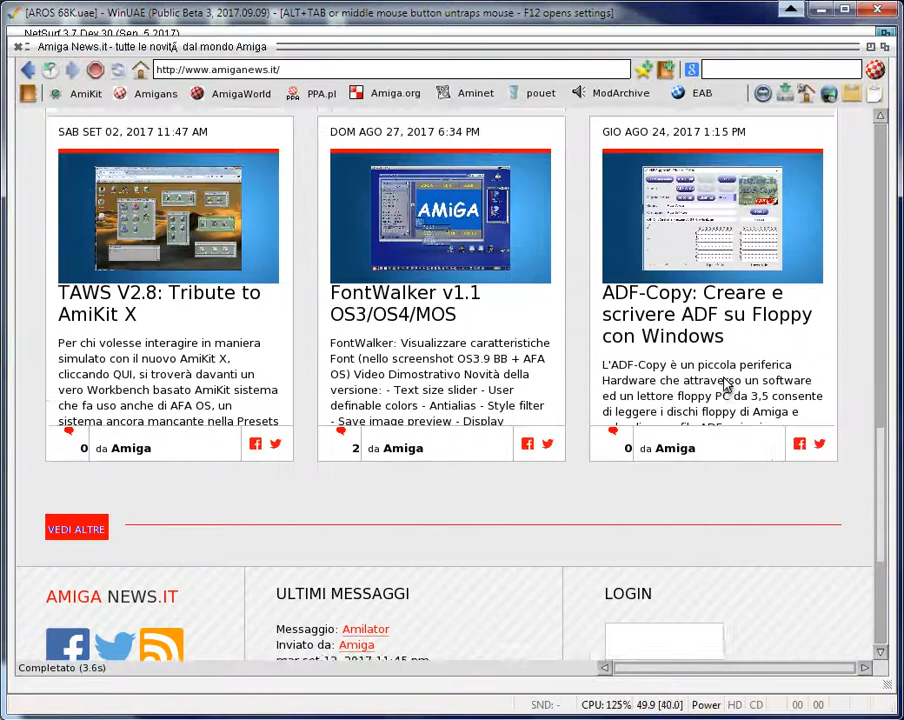 [AROS 68K.uae] - WinUAE (Public Beta 3, 2017.09.09) - [ALT+TAB or middle mouse button untraps mouse - F12 opens settings]
NetSurf 3.7 Dev 30 (Sep 5 2017)
Amiga News.it - tutte le novitÃ dal mondo Amiga
http://www.amiganews.it/
AmiKit Amigans AmigaWorld PPA PPA.pl Amiga.org Aminet pouet ModArchive EAB
SAB SET 02, 2017 11:47 AM
TAWS V2.8: Tribute to
AmiKit X
Per chi volesse interagire in maniera
simulato con il nuovo AmiKit X,
cliccando QUI, si troverà davanti un
vero Workbench basato AmiKit sistema
che fa uso anche di AFA OS, un
sistema ancora mancante nella Presets
0 da Amiga
DOM AGO 27, 2017 6:34 PM
AMiGA
FontWalker v1.1
OS3/OS4/MOS
FontWalker: Visualizzare caratteristiche
Font (nello screenshot OS3.9 BB + AFA
OS) Video Dimostrativo Novità della
versione: - Text size slider - User
definable colors - Antialias - Style filter
- Save image preview - Display
2 da Amiga
GIO AGO 24, 2017 1:15 PM
ADF-Copy: Creare e
scrivere ADF su Floppy
con Windows
L'ADF-Copy è un piccola periferica
Hardware che attraverso un software
ed un lettore floppy PC da 3,5 consente
di leggere i dischi floppy di Amiga e
0 da Amiga
VEDI ALTRE
AMIGA NEWS.IT
ULTIMI MESSAGGI
Messaggio: Amilator
Inviato da: Amiga
mar set 12, 2017 11:45 pm
LOGIN
Completato (3.6s)
SND: - CPU: 125% 49.9 [40.0] Power HD CD 00 00